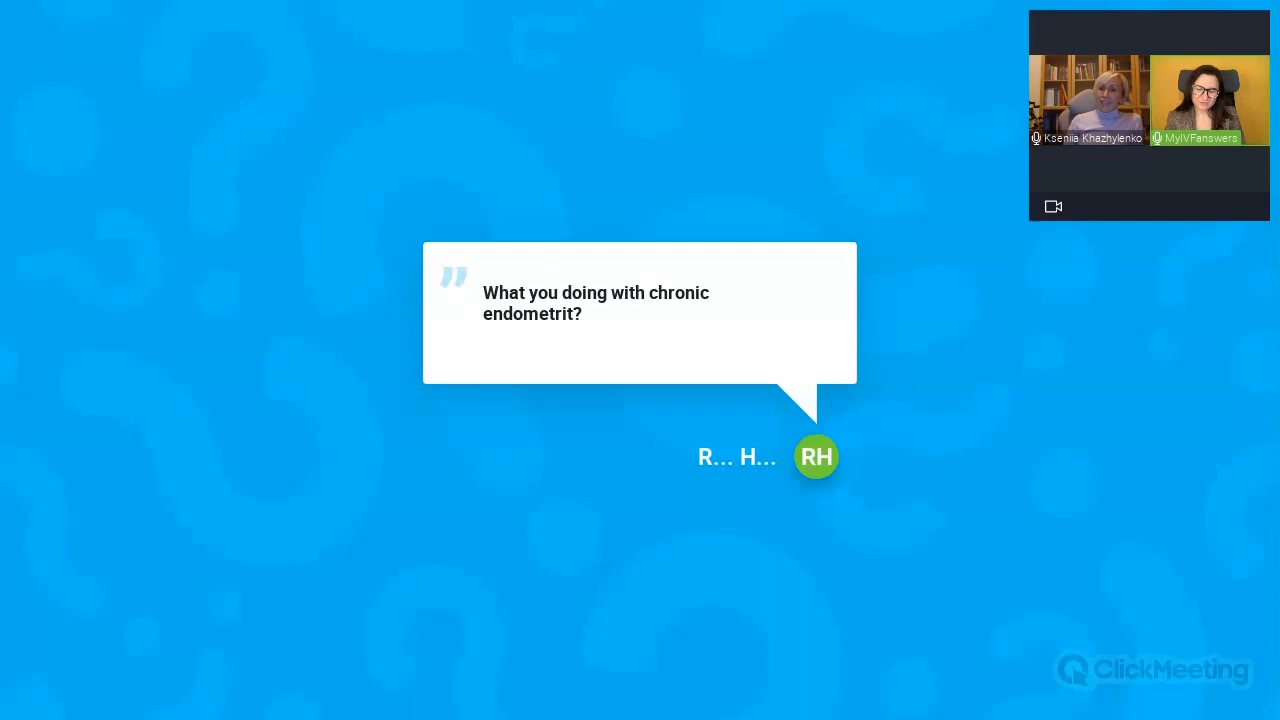 Kseniia Khazhylenko
MyIVFanswers
What you doing with chronic
endometrit?
R... H...
RH
ClickMeeting